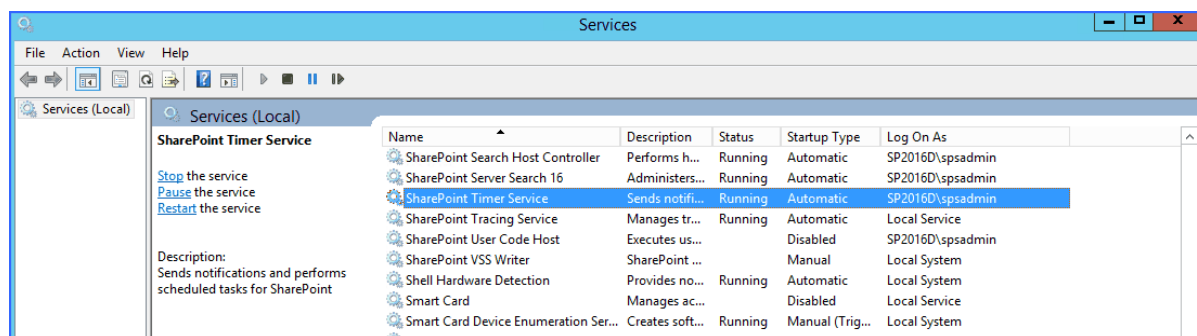 Services
File Action View Help
Services (Local)
Services (Local)
SharePoint Timer Service
Stop the service
Pause the service
Restart the service
Description:
Sends notifications and performs
scheduled tasks for SharePoint
Name Description Status Startup Type Log On As
SharePoint Search Host Controller Performs h... Running Automatic SP2016D\spsadmin
SharePoint Server Search 16 Administers... Running Automatic SP2016D\spsadmin
SharePoint Timer Service Sends notifi... Running Automatic SP2016D\spsadmin
SharePoint Tracing Service Manages tr... Running Automatic Local Service
SharePoint User Code Host Executes us... Disabled SP2016D\spsadmin
SharePoint VSS Writer SharePoint ... Manual Local System
Shell Hardware Detection Provides no... Running Automatic Local System
Smart Card Manages ac... Disabled Local Service
Smart Card Device Enumeration Ser... Creates soft... Running Manual (Trig... Local System